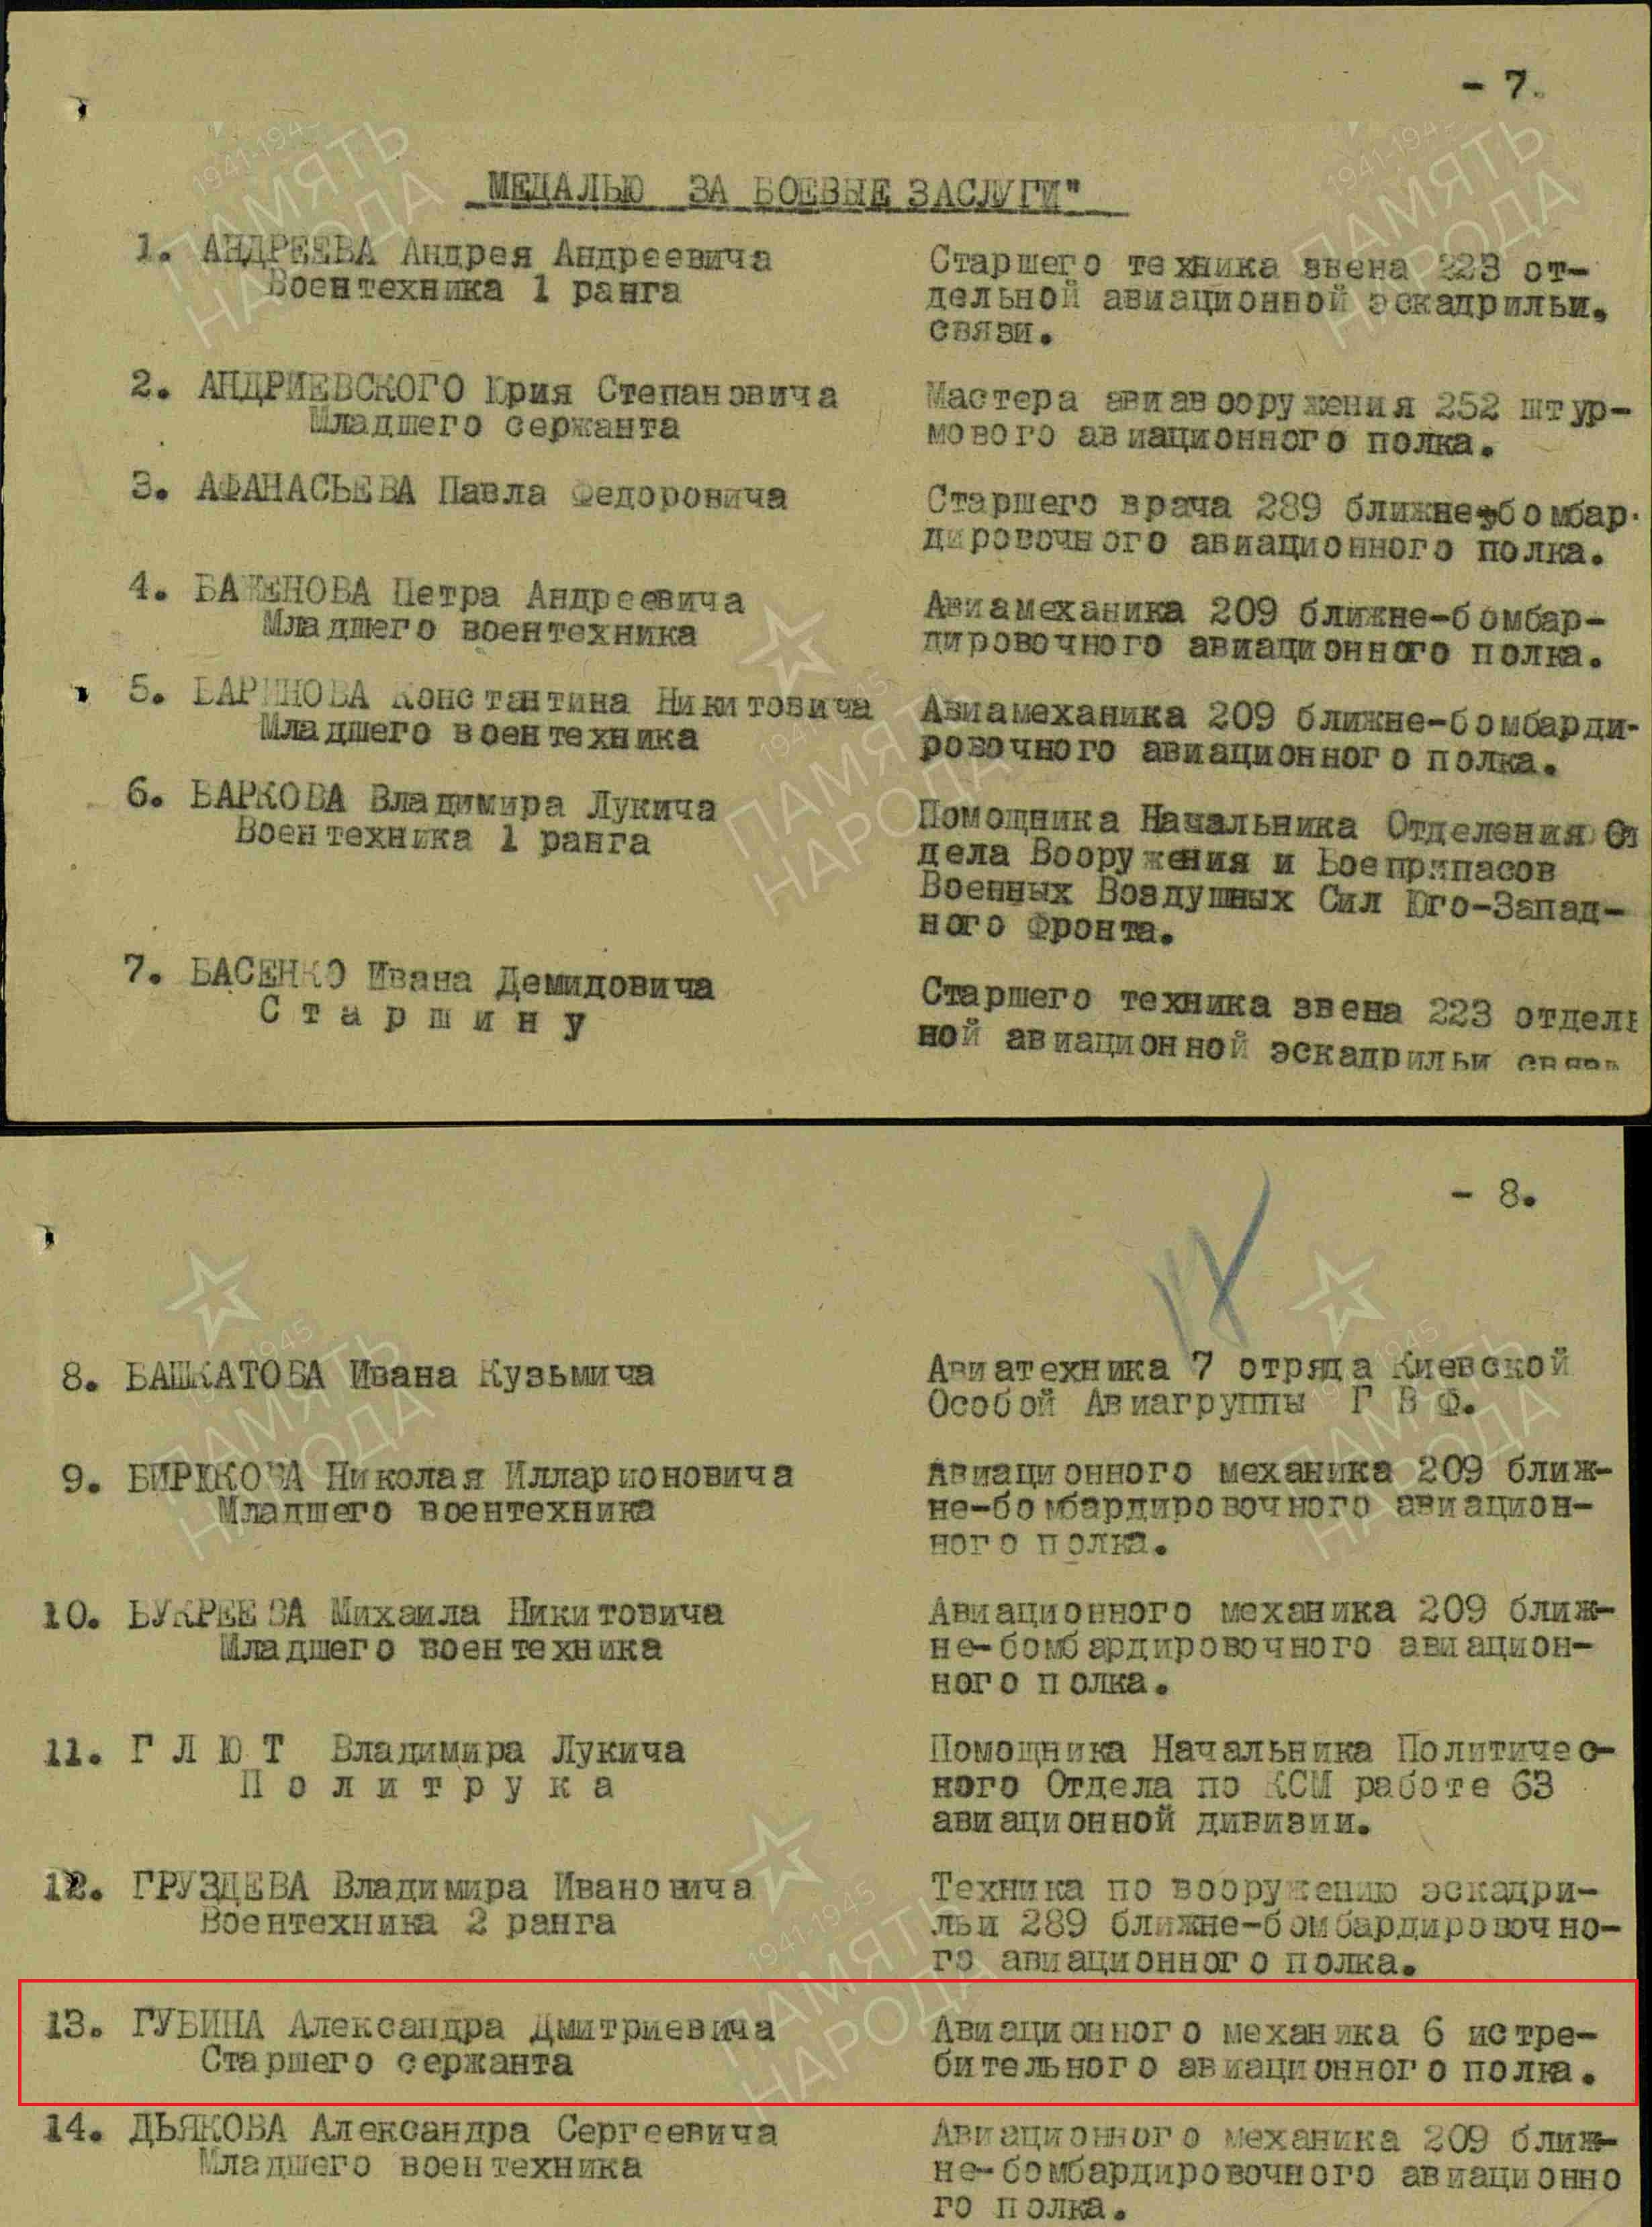 - 7.
МЕДАЛЬЮ ЗА БОЕВЫЕ ЗАСЛУГИ"
1. АНДРЕЕВА Андрея Андреевича
Воентехника 1 ранга
Старшего техника звена 223 от-
дельной авиационной эскадрильи.
связи.
2. АНДРИЕВСКОГО Юрия Степановича
Младшего сержанта
Мастера авиавооружения 252 штур-
мового авиационного полка.
3. АФАНАСЬЕВА Павла Федоровича
Старшего врача 289 ближне-бомбар-
дировочного авиационного полка.
4. БАЖЕНОВА Петра Андреевича
Младшего воентехника
Авиамеханика 209 ближне-бомбар-
дировочного авиационного полка.
5. БАРИНОВА Константина Никитовича
Младшего воентехника
Авиамеханика 209 ближне-бомбарди-
ровочного авиационного полка.
6. БАРКОВА Владимира Лукича
Воентехника 1 ранга
Помощника Начальника Отделения От
дела Вооружения и Боеприпасов
Военных Воздушных Сил Юго-Запад-
ного Фронта.
7. БАСЕНКО Ивана Демидовича
С т а р ш и н у
Старшего техника звена 223 отдель
ной авиационной эскадрильи связи
- 8.
8. БАШКАТОВА Ивана Кузьмича
Авиатехника 7 отряда Киевской
Особой Авиагруппы Г В Ф.
9. БИРЮКОВА Николая Илларионовича
Младшего воентехника
Авиационного механика 209 ближ-
не-бомбардировочного авиацион-
ного полка.
10. БУКРЕЕВА Михаила Никитовича
Младшего воентехника
Авиационного механика 209 ближ-
не-бомбардировочного авиацион-
ного полка.
11. Г Л Ю Т Владимира Лукича
П о л и т р у к а
Помощника Начальника Политичес-
ного Отдела по КСМ работе 63
авиационной дивизии.
12. ГРУЗДЕВА Владимира Ивановича
Воентехника 2 ранга
Техника по вооружению эскадри-
льи 289 ближне-бомбардировочно-
го авиационного полка.
13. ГУБИНА Александра Дмитриевича
Старшего сержанта
Авиационного механика 6 истре-
бительного авиационного полка.
14. ДЬЯКОВА Александра Сергеевича
Младшего воентехника
Авиационного механика 209 ближ-
не-бомбардировочного авиационно
го полка.
1941-1945
ПАМЯТЬ
НАРОДА